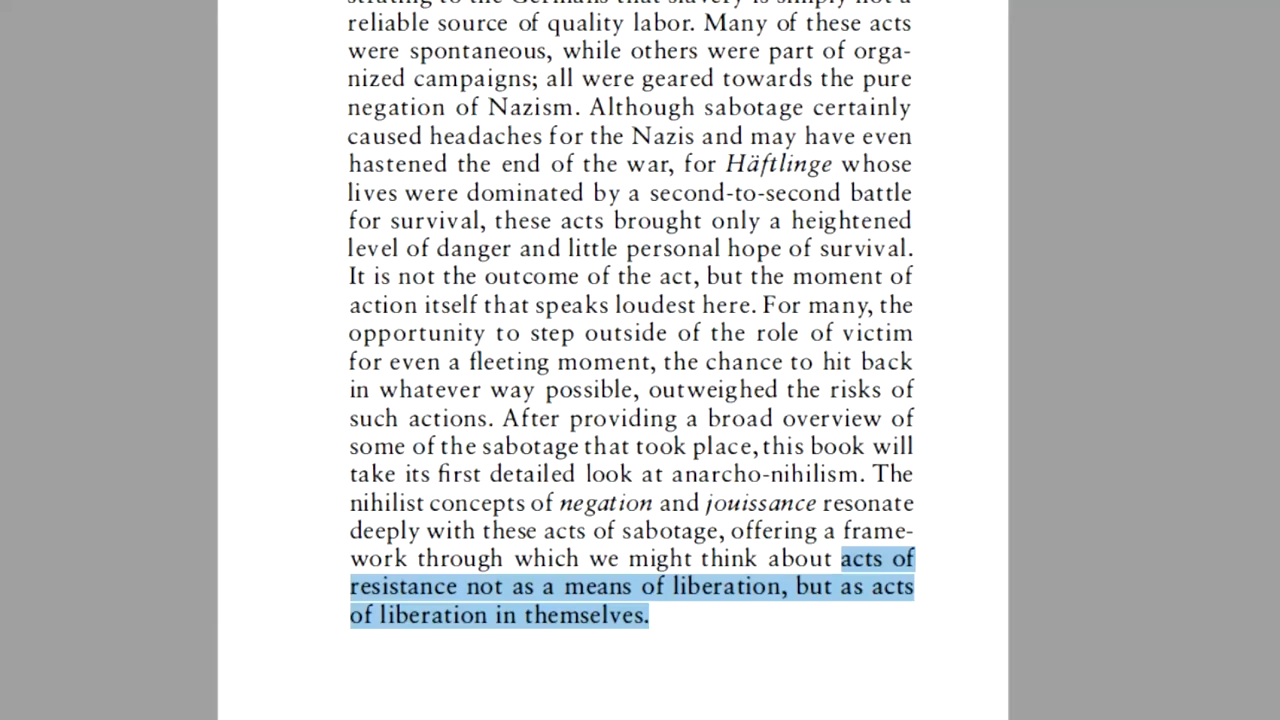 strating to the Germans that slavery is simply not a
reliable source of quality labor. Many of these acts
were spontaneous, while others were part of orga-
nized campaigns; all were geared towards the pure
negation of Nazism. Although sabotage certainly
caused headaches for the Nazis and may have even
hastened the end of the war, for Häftlinge whose
lives were dominated by a second-to-second battle
for survival, these acts brought only a heightened
level of danger and little personal hope of survival.
It is not the outcome of the act, but the moment of
action itself that speaks loudest here. For many, the
opportunity to step outside of the role of victim
for even a fleeting moment, the chance to hit back
in whatever way possible, outweighed the risks of
such actions. After providing a broad overview of
some of the sabotage that took place, this book will
take its first detailed look at anarcho-nihilism. The
nihilist concepts of negation and jouissance resonate
deeply with these acts of sabotage, offering a frame-
work through which we might think about acts of
resistance not as a means of liberation, but as acts
of liberation in themselves.